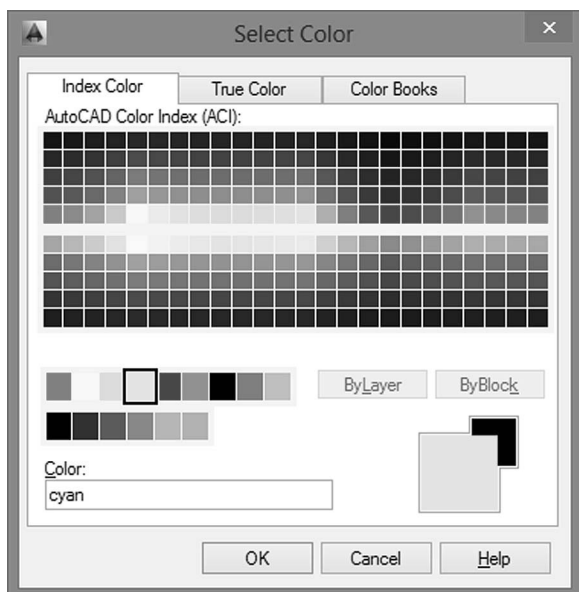 Select Color
Index Color True Color Color Books
AutoCAD Color Index (ACI):
ByLayer ByBlock
Color:
cyan
OK Cancel Help